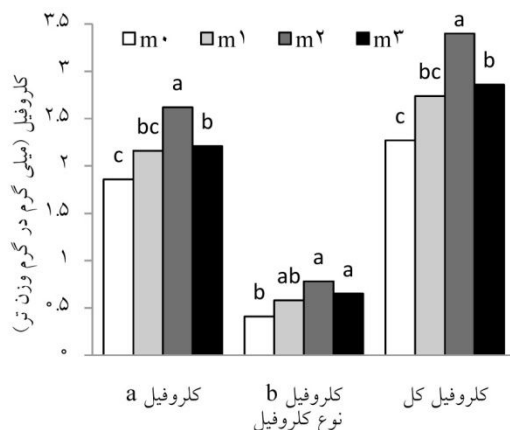 m۰ m۱ m۲ m۳
کلروفیل (میلی گرم در گرم وزن تر)
۳.۵
۳
۲.۵
۲
۱.۵
۱
۰.۵
۰
c bc a b
b ab a a
c bc a b
کلروفیل a کلروفیل b کلروفیل کل
نوع کلروفیل